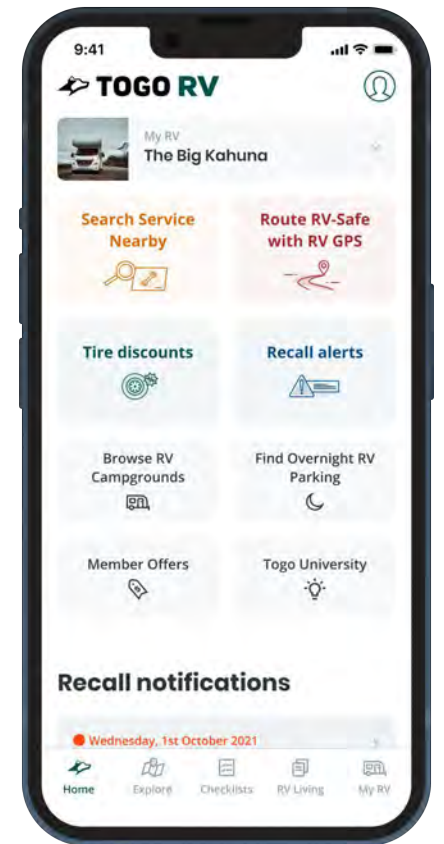 9:41
TOGO RV
My RV
The Big Kahuna
Search Service
Nearby
Route RV-Safe
with RV GPS
Tire discounts
Recall alerts
Browse RV
Campgrounds
Find Overnight RV
Parking
Member Offers
Togo University
Recall notifications
Wednesday, 1st October 2021
Home
Explore
Checklists
RV Living
My RV